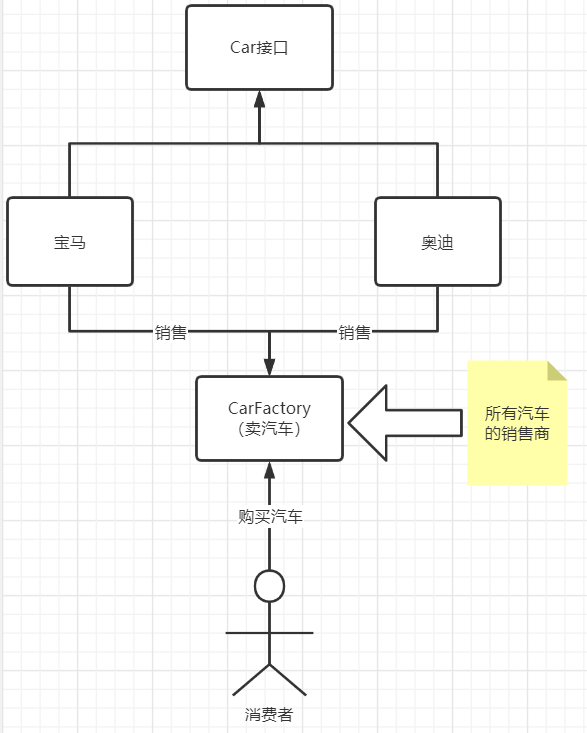 Car接口
宝马
奥迪
销售
销售
CarFactory
（卖汽车）
所有汽车
的销售商
购买汽车
消费者